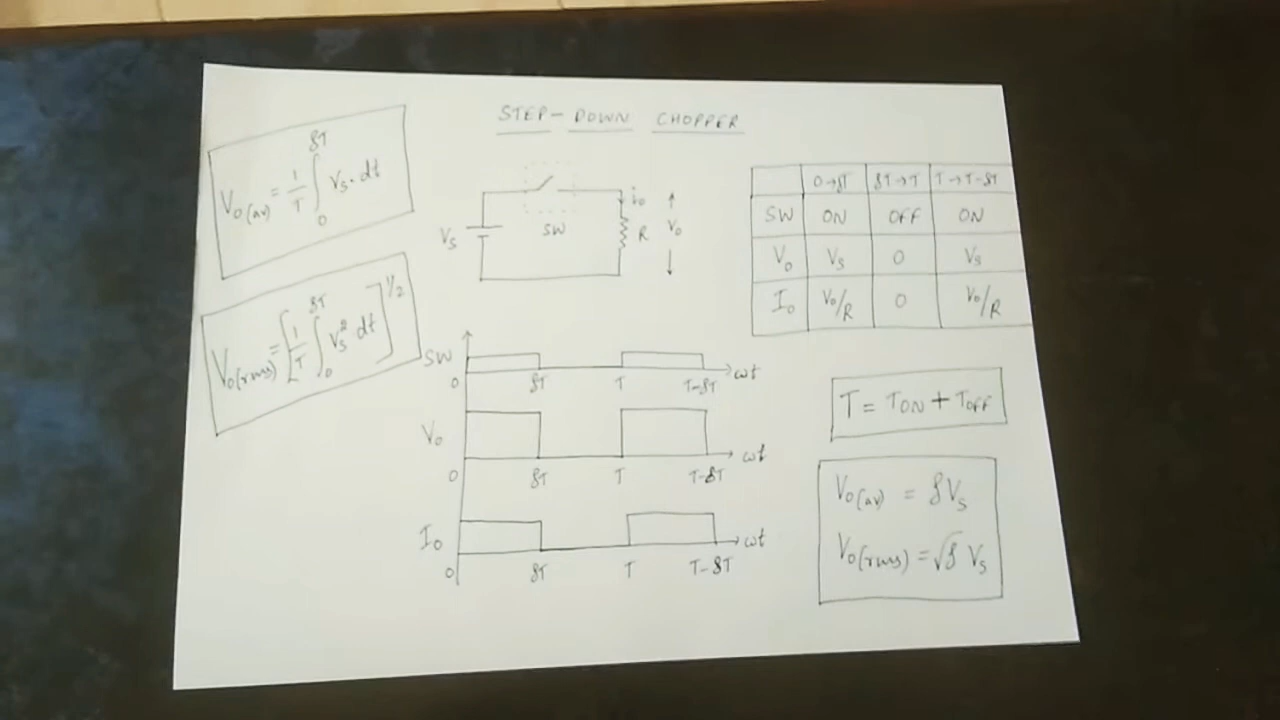 STEP-DOWN CHOPPER
V₀(av) = 1/T ∫₀^δT Vs. dt
V₀(rms) = [1/T ∫₀^δT Vs² dt]^1/2
Vs SW i₀ R V₀
0→δT δT→T T→T-δT
SW ON OFF ON
V₀ Vs 0 Vs
I₀ V₀/R 0 V₀/R
SW
0 δT T T-δT ωt
V₀
0 δT T T-δT ωt
I₀
0 δT T T-δT ωt
T = TON + TOFF
V₀(av) = δVs
V₀(rms) = √δ Vs